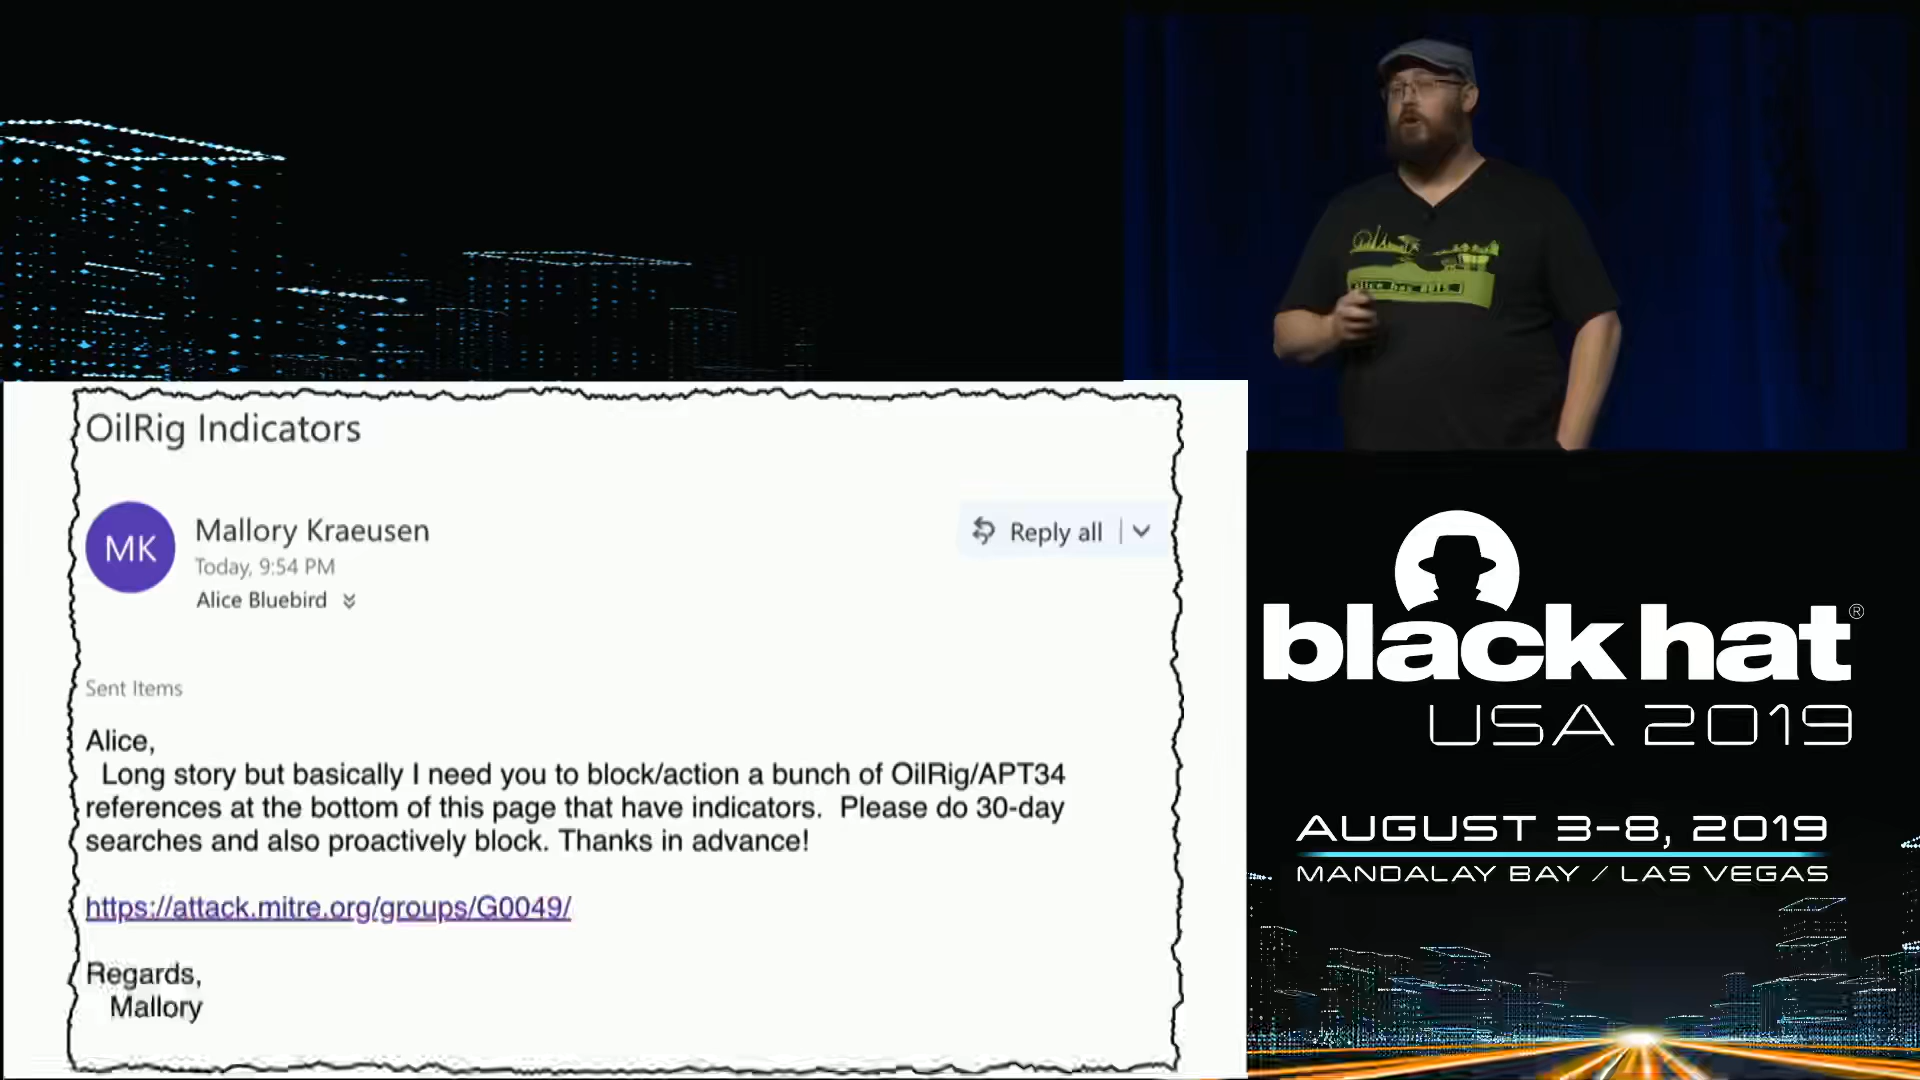 OilRig Indicators
MK
Mallory Kraeusen
Today, 9:54 PM
Alice Bluebird
Reply all
Sent Items
Alice,
Long story but basically I need you to block/action a bunch of OilRig/APT34
references at the bottom of this page that have indicators. Please do 30-day
searches and also proactively block. Thanks in advance!
https://attack.mitre.org/groups/G0049/
Regards,
Mallory
black hat®
USA 2019
AUGUST 3-8, 2019
MANDALAY BAY / LAS VEGAS